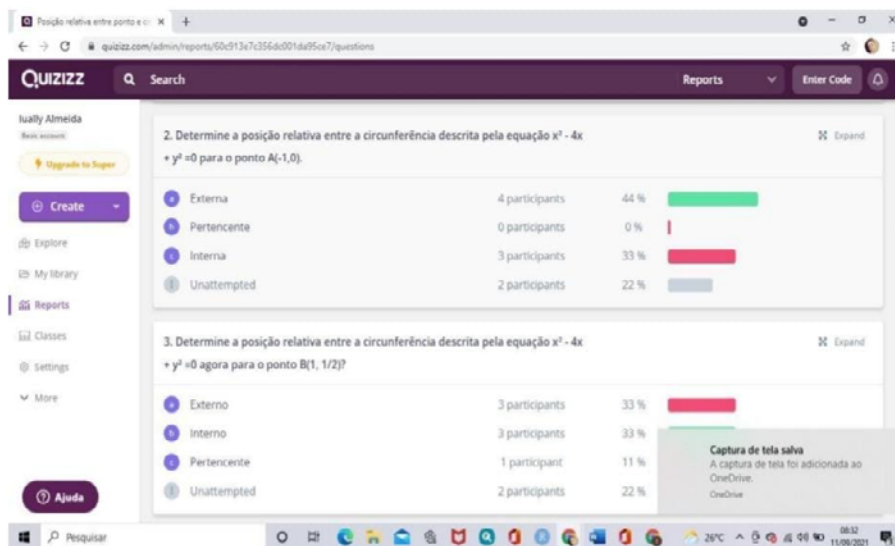 Posição relativa entre ponto e ci
quizizz.com/admin/reports/60c913e7c356dc001da95ce7/questions
QUIZIZZ
Search
Reports
Enter Code
lually Almeida
Basic account
Upgrade to Super
Create
Explore
My library
Reports
Classes
Settings
More
Ajuda
2. Determine a posição relativa entre a circunferência descrita pela equação x² - 4x
+ y² =0 para o ponto A(-1,0).
Expand
a Externa 4 participants 44 %
b Pertencente 0 participants 0 %
c Interna 3 participants 33 %
Unattempted 2 participants 22 %
3. Determine a posição relativa entre a circunferência descrita pela equação x² - 4x
+ y² =0 agora para o ponto B(1, 1/2)?
Expand
a Externo 3 participants 33 %
b Interno 3 participants 33 %
c Pertencente 1 participant 11 %
Unattempted 2 participants 22 %
Captura de tela salva
A captura de tela foi adicionada ao
OneDrive.
OneDrive
Pesquisar
26°C
08:32
11/09/2021